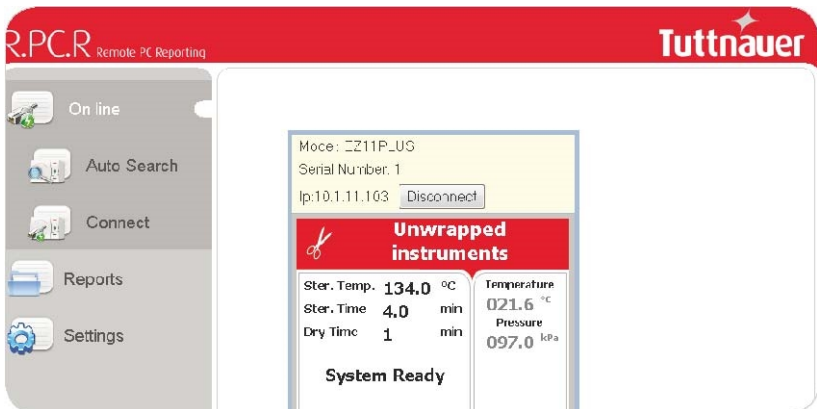 R.PC.R Remote PC Reporting
Tuttnauer
On line
Auto Search
Connect
Reports
Settings
Model: EZ11PLUS
Serial Number: 1
Ip:10.1.11.103 Disconnect
Unwrapped
instruments
Ster. Temp. 134.0 °C
Ster. Time 4.0 min
Dry Time 1 min
System Ready
Temperature
021.6 °C
Pressure
097.0 kPa